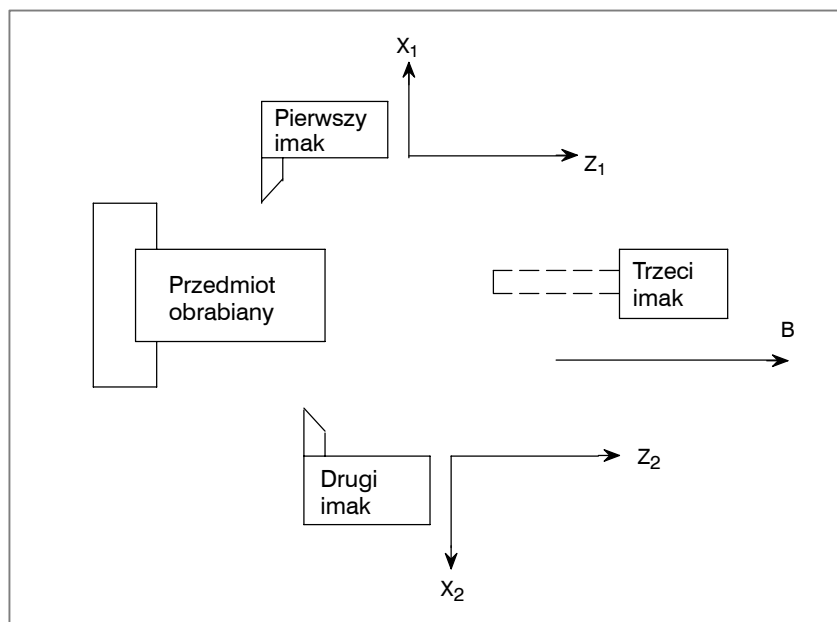 X1
Pierwszy
imak
Z1
Przedmiot
obrabiany
Trzeci
imak
B
Drugi
imak
Z2
X2